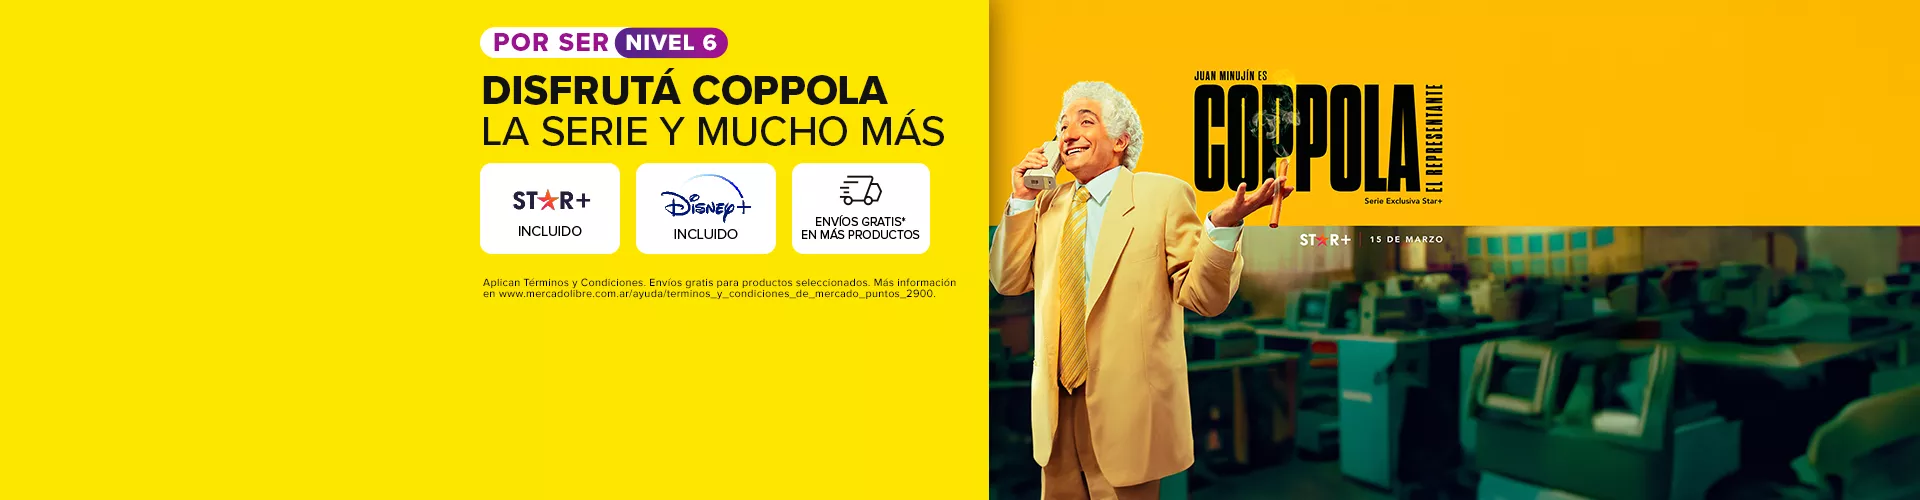 POR SER NIVEL 6
DISFRUTÁ COPPOLA
LA SERIE Y MUCHO MÁS
STAR+
INCLUIDO
Disney+
INCLUIDO
ENVÍOS GRATIS*
EN MÁS PRODUCTOS
Aplican Términos y Condiciones. Envíos gratis para productos seleccionados. Más información
en www.mercadolibre.com.ar/ayuda/terminos_y_condiciones_de_mercado_puntos_2900.
JUAN MINUJÍN ES
COPPOLA
EL REPRESENTANTE
Serie Exclusiva Star+
STAR+ | 15 DE MARZO